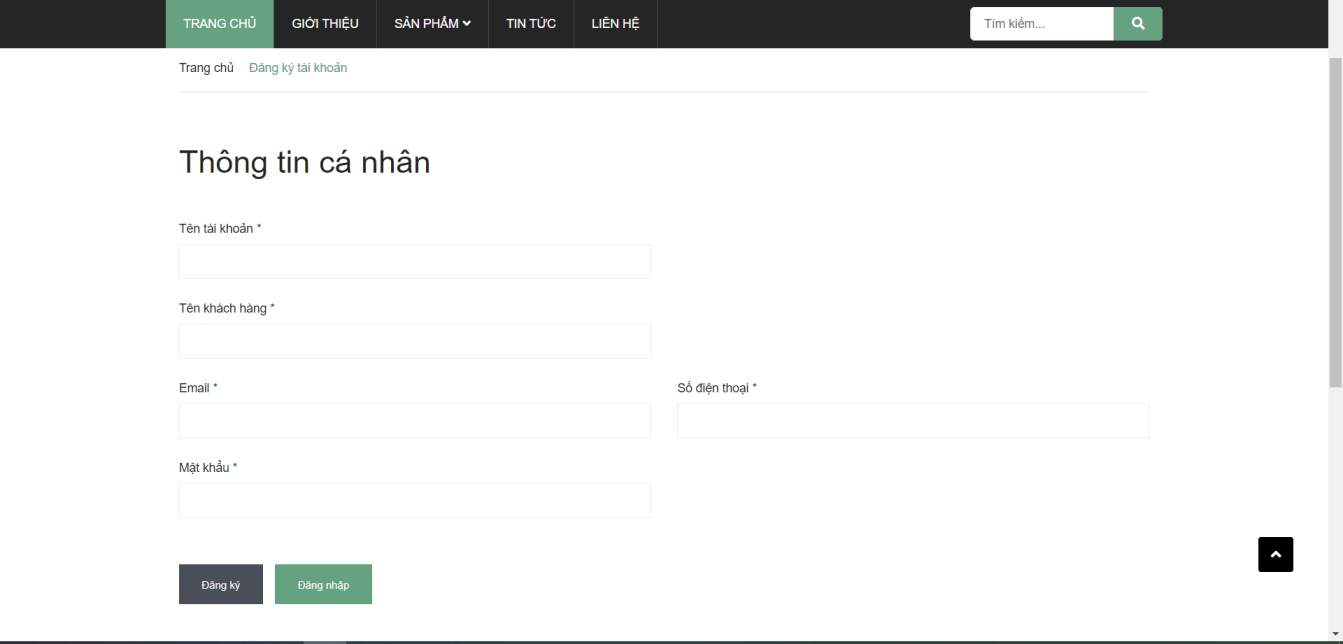 TRANG CHỦ GIỚI THIỆU SẢN PHẨM TIN TỨC LIÊN HỆ Tìm kiếm...
Trang chủ Đăng ký tài khoản
Thông tin cá nhân
Tên tài khoản *
Tên khách hàng *
Email * Số điện thoại *
Mật khẩu *
Đăng ký Đăng nhập